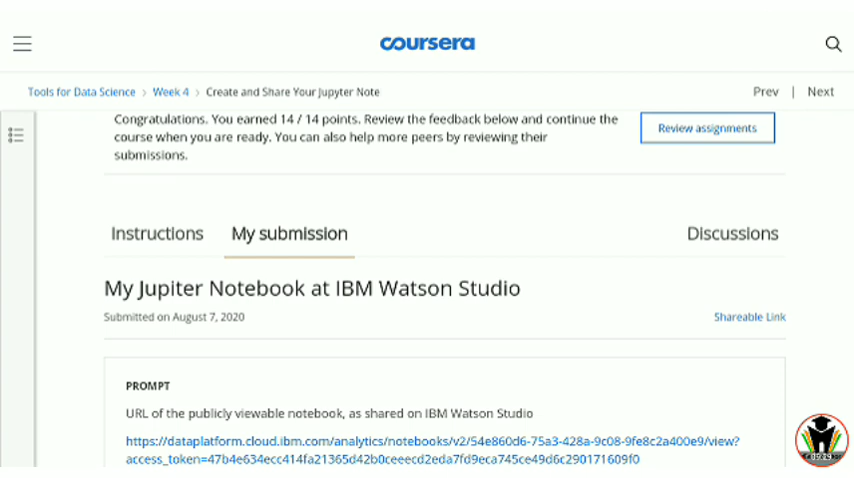 coursera
Tools for Data Science > Week 4 > Create and Share Your Jupyter Note
Prev | Next
Congratulations. You earned 14 / 14 points. Review the feedback below and continue the
course when you are ready. You can also help more peers by reviewing their
submissions.
Review assignments
Instructions My submission Discussions
My Jupiter Notebook at IBM Watson Studio
Submitted on August 7, 2020 Shareable Link
PROMPT
URL of the publicly viewable notebook, as shared on IBM Watson Studio
https://dataplatform.cloud.ibm.com/analytics/notebooks/v2/54e860d6-75a3-428a-9c08-9fe8c2a400e9/view?
access_token=47b4e634ecc414fa21365d42b0ceeecd2eda7fd9eca745ce49d6c290171609f0